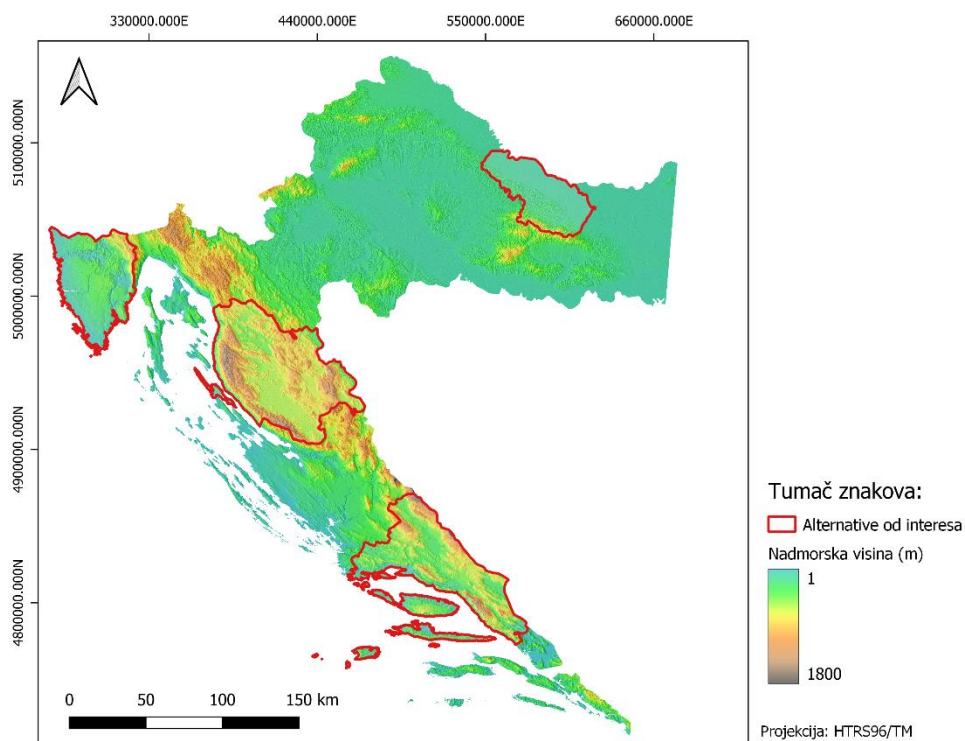 330000.000E 440000.000E 550000.000E 660000.000E
5100000.000N
5000000.000N
4900000.000N
4800000.000N
Tumač znakova:
Alternative od interesa
Nadmorska visina (m)
1
1800
0 50 100 150 km
Projekcija: HTRS96/TM